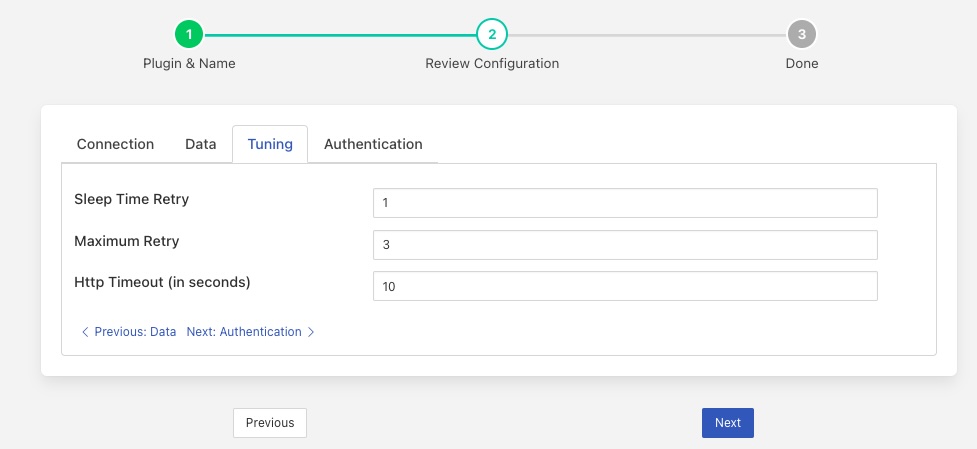 1 2 3
Plugin & Name Review Configuration Done
Connection Data Tuning Authentication
Sleep Time Retry 1
Maximum Retry 3
Http Timeout (in seconds) 10
< Previous: Data Next: Authentication >
Previous Next